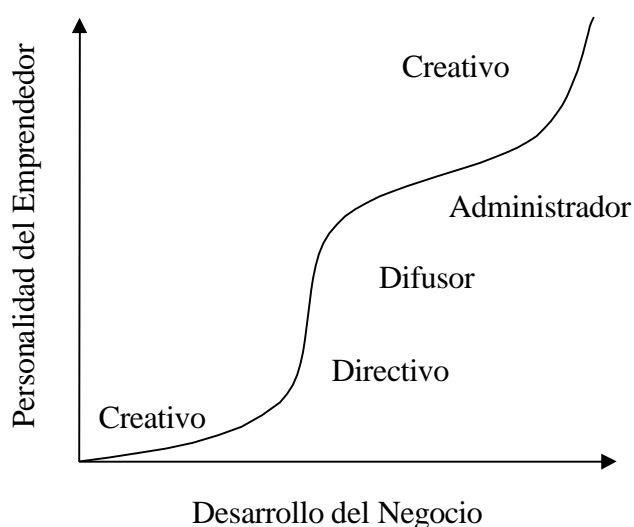 Creativo
Administrador
Difusor
Directivo
Creativo
Personalidad del Emprendedor
Desarrollo del Negocio